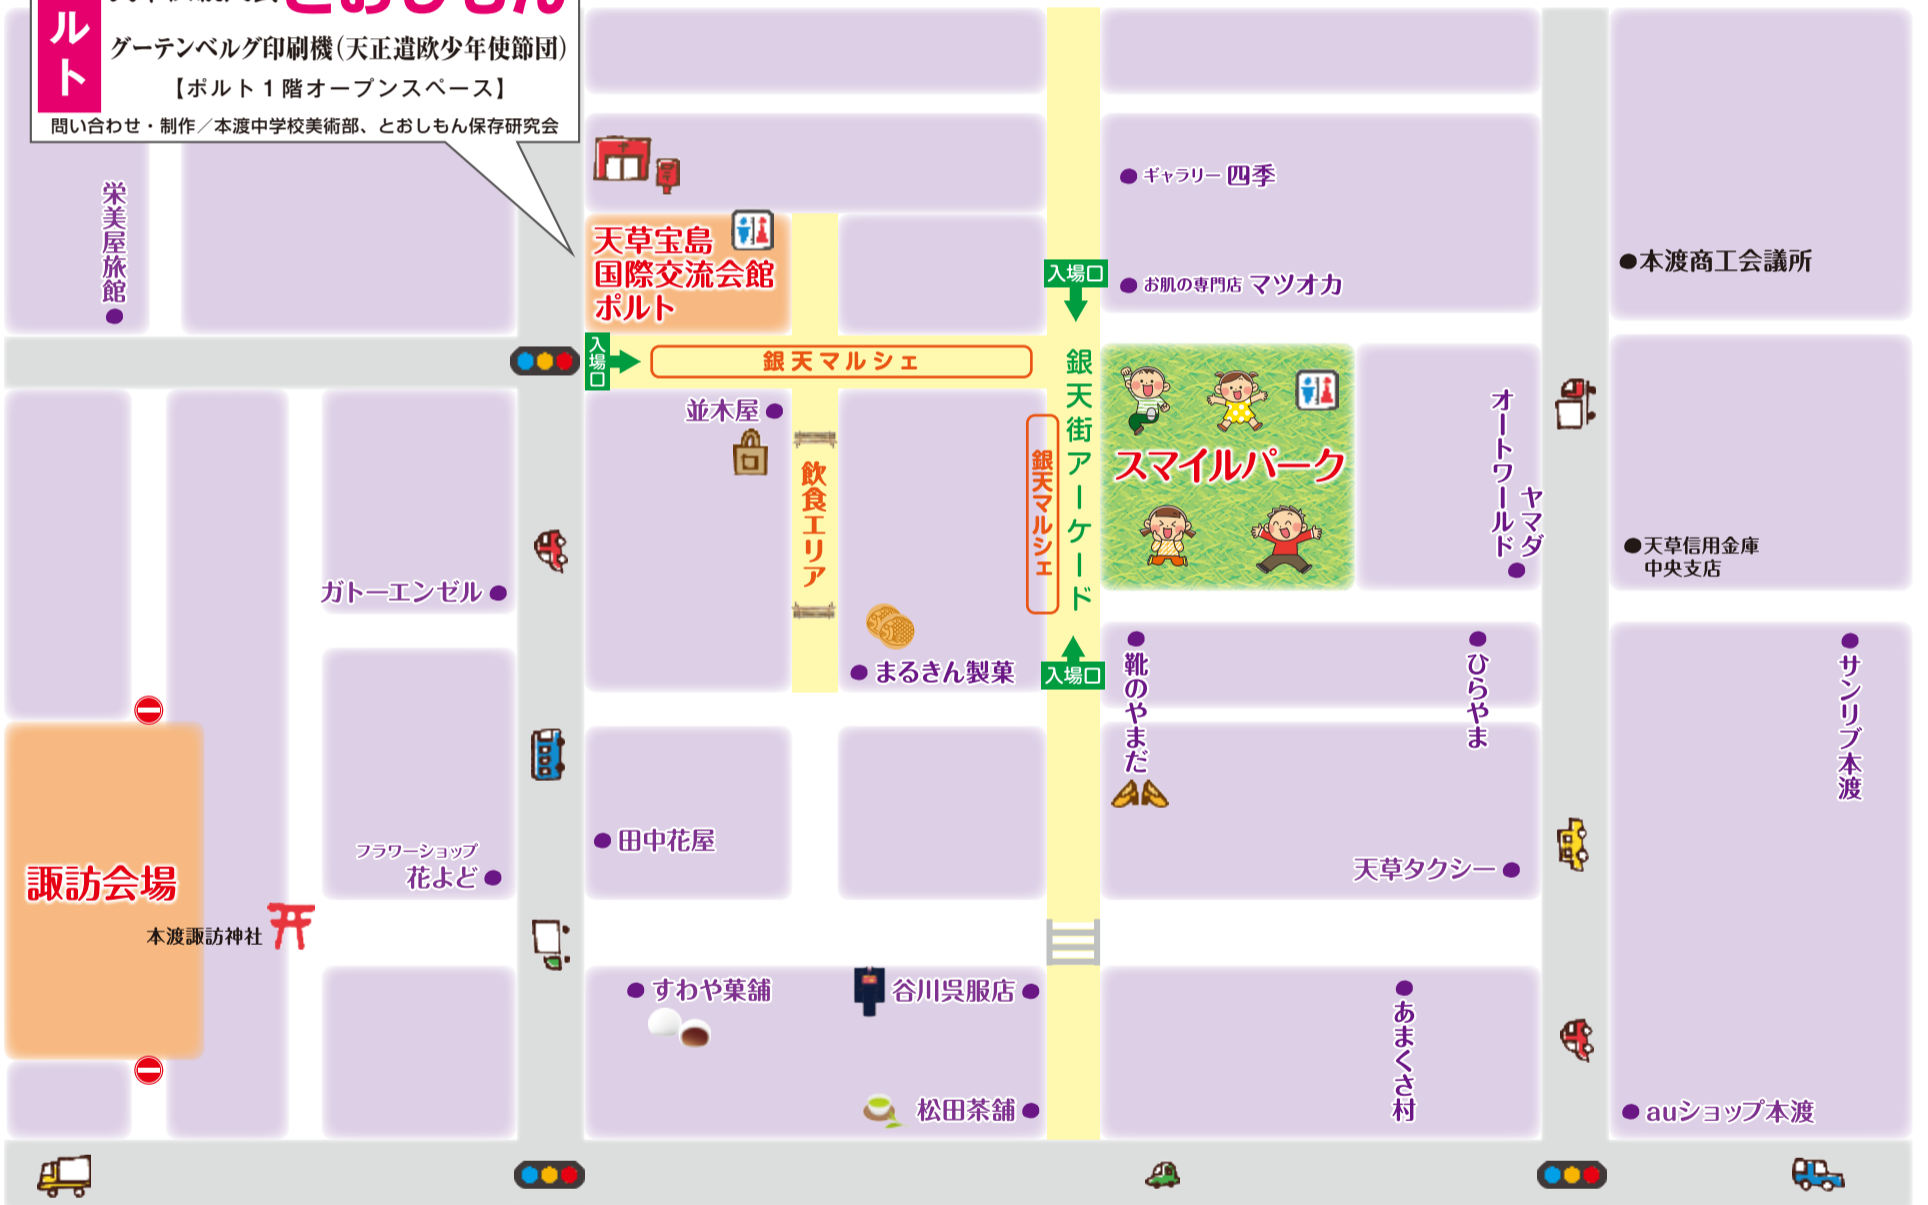 ルト
とおしもん
グーテンベルグ印刷機(天正遣欧少年使節団)
【ポルト1階オープンスペース】
問い合わせ・制作/本渡中学校美術部、とおしもん保存研究会
栄美屋旅館
天草宝島
国際交流会館
ポルト
ギャラリー 四季
お肌の専門店 マツオカ
本渡商工会議所
入場口
入場口
銀天マルシェ
銀天街アーケード
銀天マルシェ
並木屋
飲食エリア
スマイルパーク
オートワールド
ヤマダ
天草信用金庫
中央支店
ガトーエンゼル
まるきん製菓
入場口
靴のやまだ
ひらやま
サンリブ本渡
諏訪会場
本渡諏訪神社
フラワーショップ
花よど
田中花屋
天草タクシー
すわや菓舗
谷川呉服店
あまくさ村
松田茶舗
auショップ本渡